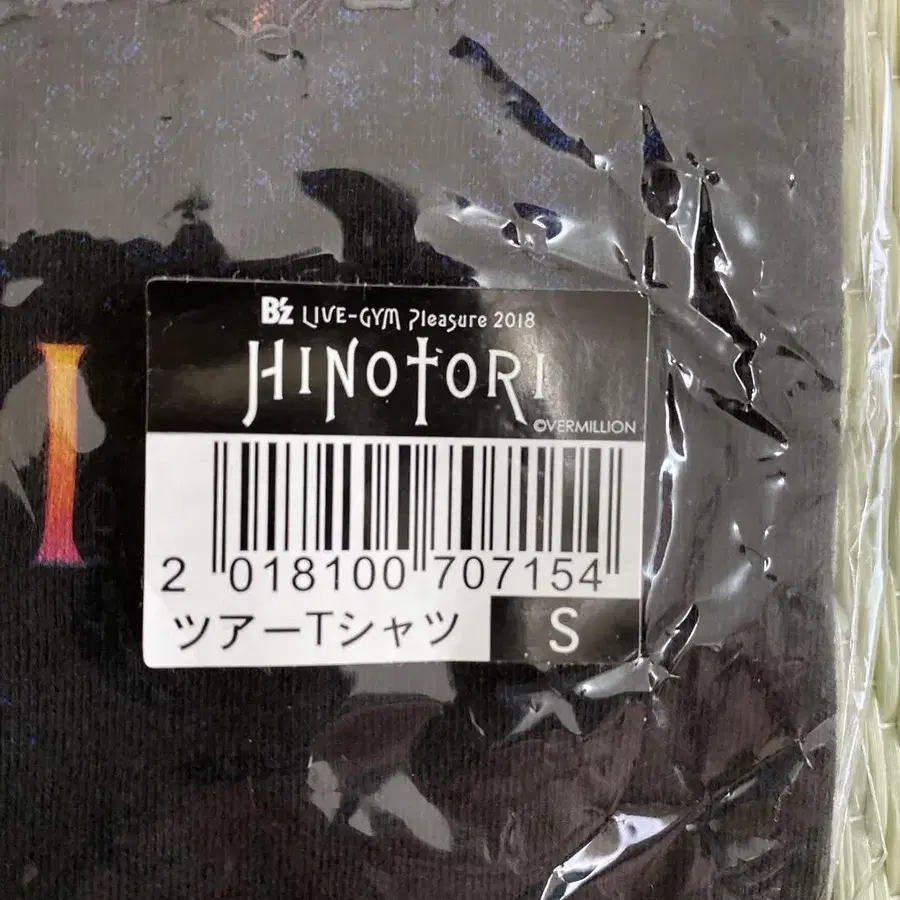 I
B'z LIVE-GYM Pleasure 2018
HINOTORI
©VERMILLION
2 018100 707154
ツアーTシャツ S